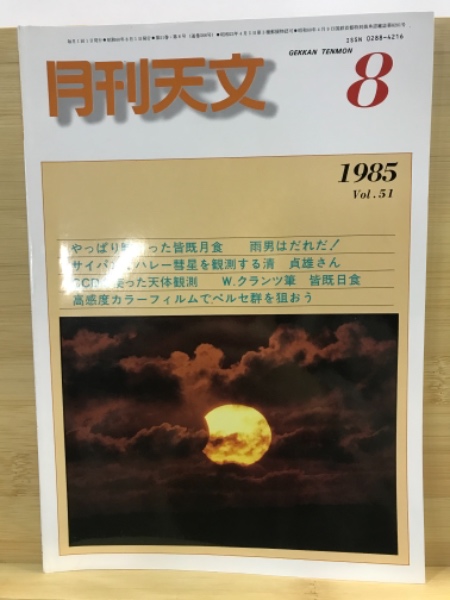 ISSN 0288-4216
GEKKAN TENMON
月刊天文
8
1985
Vol. 51
やっぱり った皆既月食 雨男はだれだ!
サイパン ハレー彗星を観測する清 貞雄さん
CCD った天体観測 W.クランツ筆 皆既日食
高感度カラーフィルムでペルセ群を狙おう